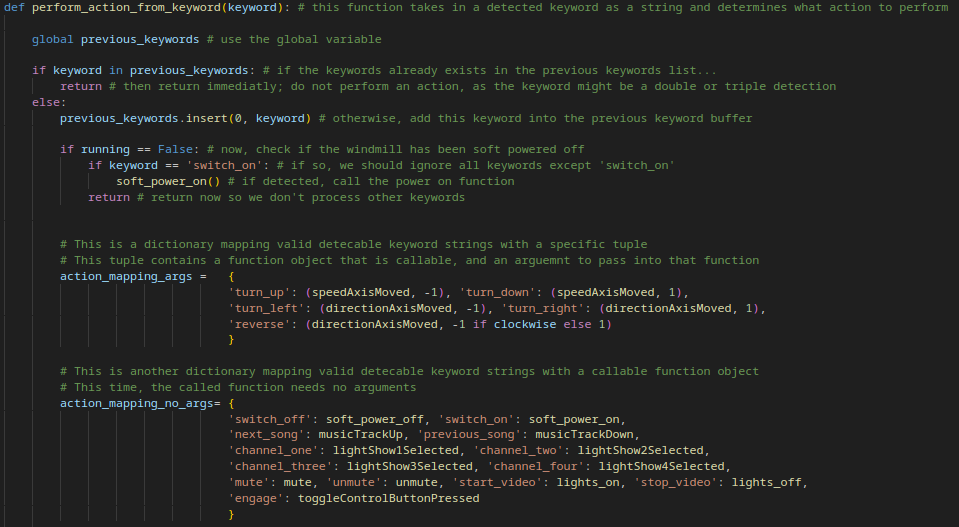 def perform_action_from_keyword(keyword): # this function takes in a detected keyword as a string and determines what action to perform
global previous_keywords # use the global variable
if keyword in previous_keywords: # if the keywords already exists in the previous keywords list...
return # then return immediatly; do not perform an action, as the keyword might be a double or triple detection
else:
previous_keywords.insert(0, keyword) # otherwise, add this keyword into the previous keyword buffer
if running == False: # now, check if the windmill has been soft powered off
if keyword == 'switch_on': # if so, we should ignore all keywords except 'switch_on'
soft_power_on() # if detected, call the power on function
return # return now so we don't process other keywords
# This is a dictionary mapping valid detecable keyword strings with a specific tuple
# This tuple contains a function object that is callable, and an arguemnt to pass into that function
action_mapping_args = {
'turn_up': (speedAxisMoved, -1), 'turn_down': (speedAxisMoved, 1),
'turn_left': (directionAxisMoved, -1), 'turn_right': (directionAxisMoved, 1),
'reverse': (directionAxisMoved, -1 if clockwise else 1)
}
# This is another dictionary mapping valid detecable keyword strings with a callable function object
# This time, the called function needs no arguments
action_mapping_no_args= {
'switch_off': soft_power_off, 'switch_on': soft_power_on,
'next_song': musicTrackUp, 'previous_song': musicTrackDown,
'channel_one': lightShow1Selected, 'channel_two': lightShow2Selected,
'channel_three': lightShow3Selected, 'channel_four': lightShow4Selected,
'mute': mute, 'unmute': unmute, 'start_video': lights_on, 'stop_video': lights_off,
'engage': toggleControlButtonPressed
}